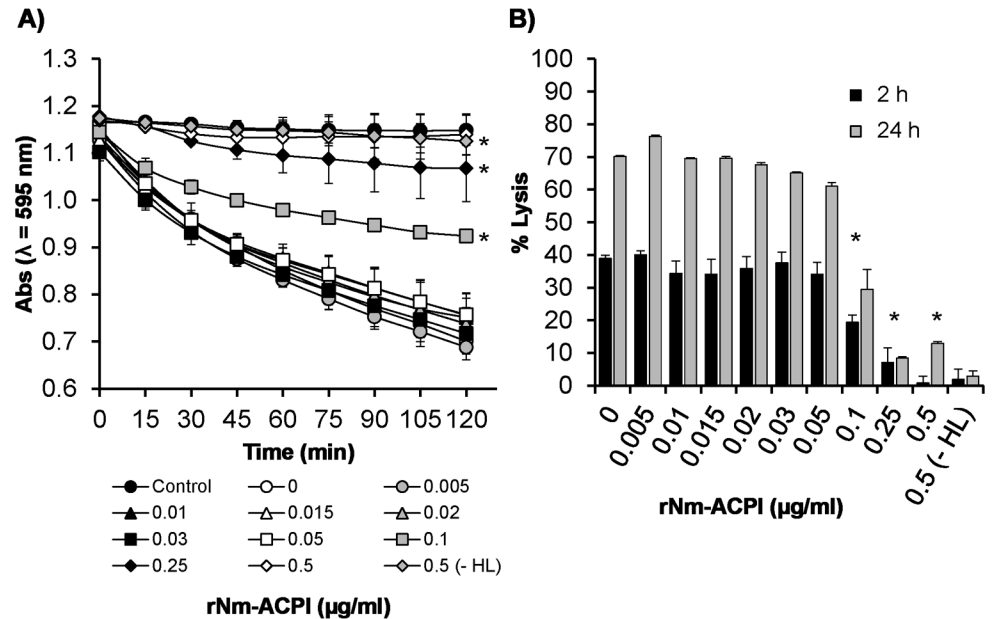 A)
1.3
1.2
1.1
1.0
0.9
0.8
0.7
0.6
Abs (λ = 595 nm)
*
*
*
0 15 30 45 60 75 90 105 120
Time (min)
Control 0 0.005
0.01 0.015 0.02
0.03 0.05 0.1
0.25 0.5 0.5 (- HL)
rNm-ACPI (µg/ml)
B)
100
90
80
70
60
50
40
30
20
10
0
% Lysis
2 h
24 h
*
* *
0 0.005 0.01 0.015 0.02 0.03 0.05 0.1 0.25 0.5 0.5 (- HL)
rNm-ACPI (µg/ml)